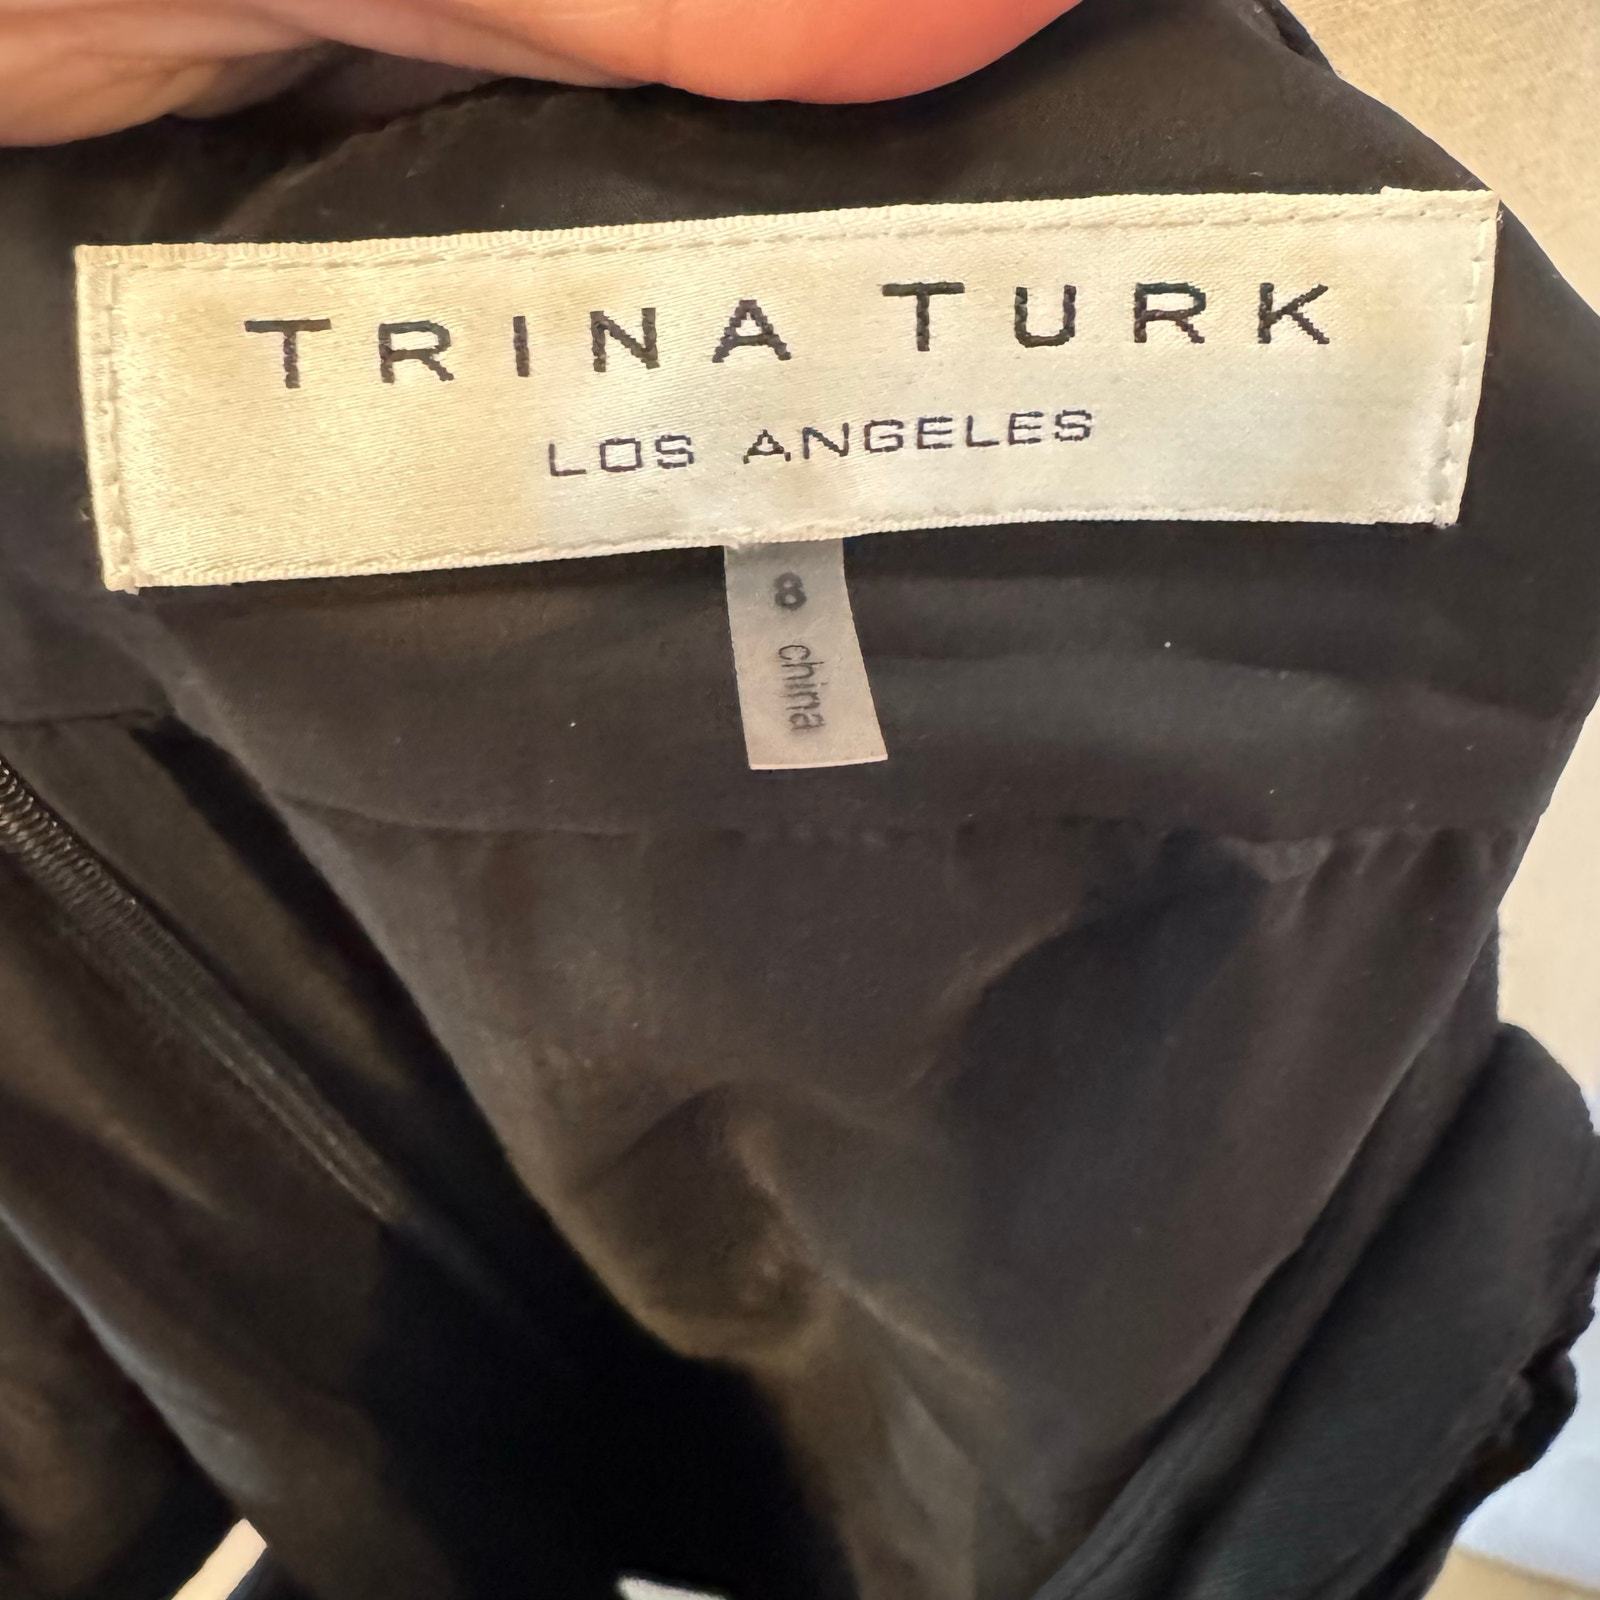 TRINA TURK
LOS ANGELES
8
china